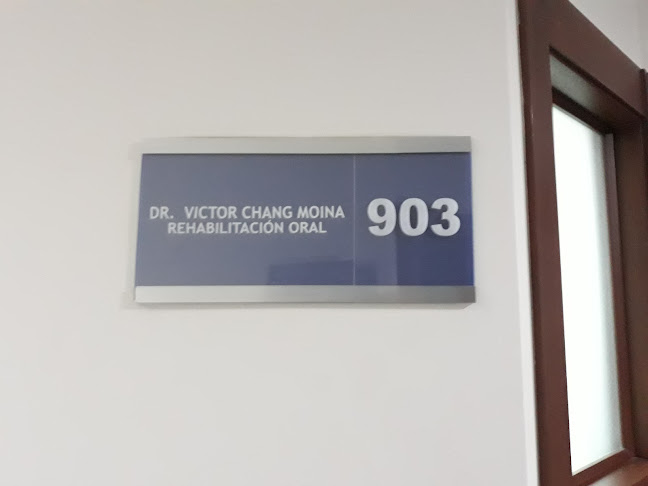 DR. VICTOR CHANG MOINA
REHABILITACIÓN ORAL
903